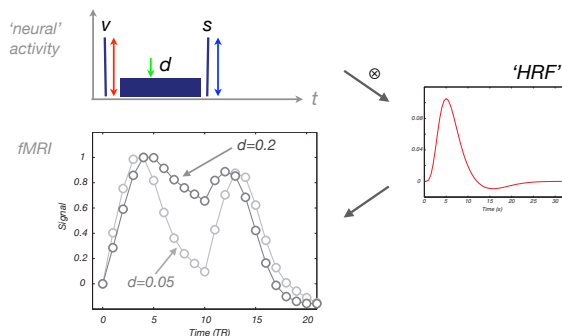 'neural'
activity
v
d
s
t
⊗
'HRF'
0.08
0.04
0
0
5
10
15
20
25
30
Time (s)
fMRI
Signal
1
0.8
0.6
0.4
0.2
0
d=0.2
d=0.05
0
5
10
15
20
Time (TR)